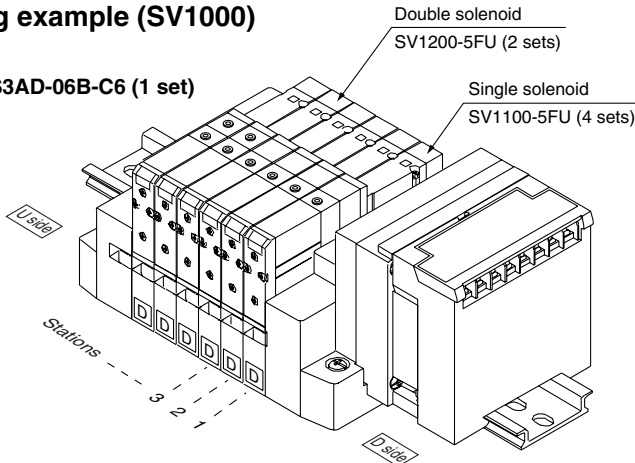 g example (SV1000)
Double solenoid
SV1200-5FU (2 sets)
S3AD-06B-C6 (1 set)
Single solenoid
SV1100-5FU (4 sets)
U side
Stations
3
2
1
D D D D D D
D side